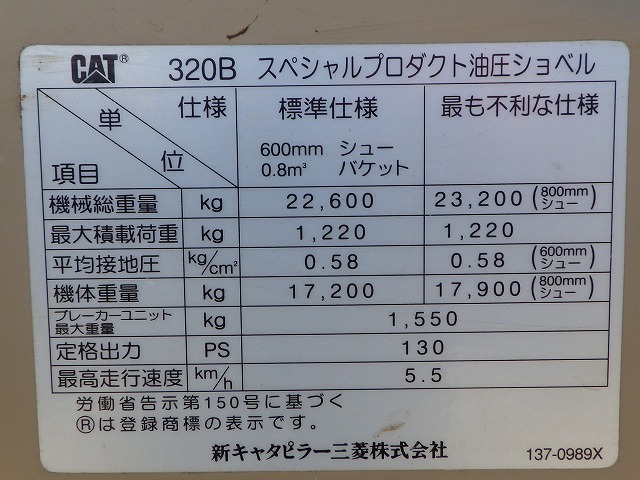 CAT® 320B スペシャルプロダクト油圧ショベル
単位 仕様 標準仕様 最も不利な仕様
項目 600mm シュー
0.8m³ バケット
機械総重量 kg 22,600 23,200 (800mm シュー)
最大積載荷重 kg 1,220 1,220
平均接地圧 kg/cm² 0.58 0.58 (600mm シュー)
機体重量 kg 17,200 17,900 (800mm シュー)
ブレーカーユニット最大重量 kg 1,550
定格出力 PS 130
最高走行速度 km/h 5.5
労働省告示第150号に基づく
Ⓡは登録商標の表示です。
新キャタピラー三菱株式会社 137-0989X